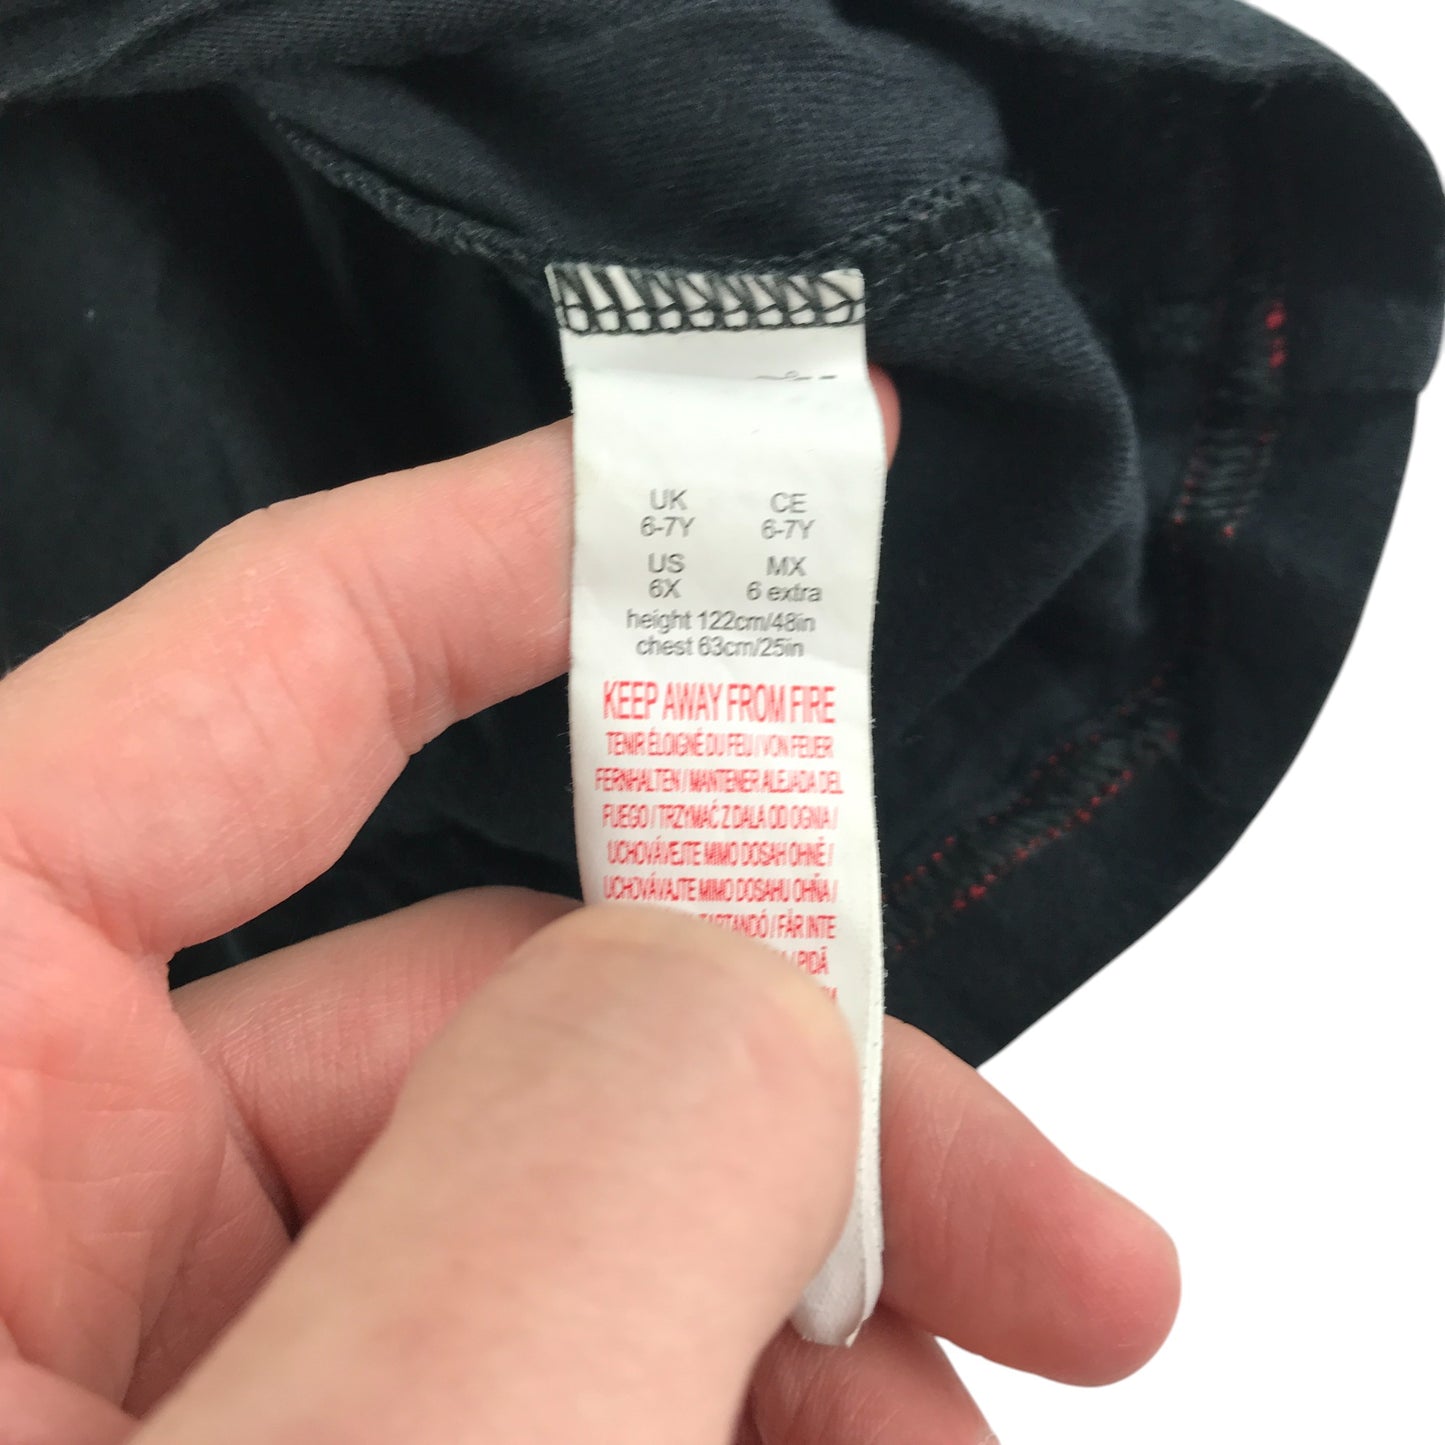 UK CE
6-7Y 6-7Y
US MX
6X 6 extra
height 122cm/48in
chest 63cm/25in
KEEP AWAY FROM FIRE
TENIR ÉLOIGNÉ DU FEU / VON FEUER
FERNHALTEN / MANTENER ALEJADA DEL
FUEGO / TRZYMAĆ Z DALA OD OGNIA /
UCHOVÁVEJTE MIMO DOSAH OHNĚ /
UCHOVÁVAJTE MIMO DOSAHU OHŇA /
TARTANDÓ / FÅR INTE
/ PIDÄ